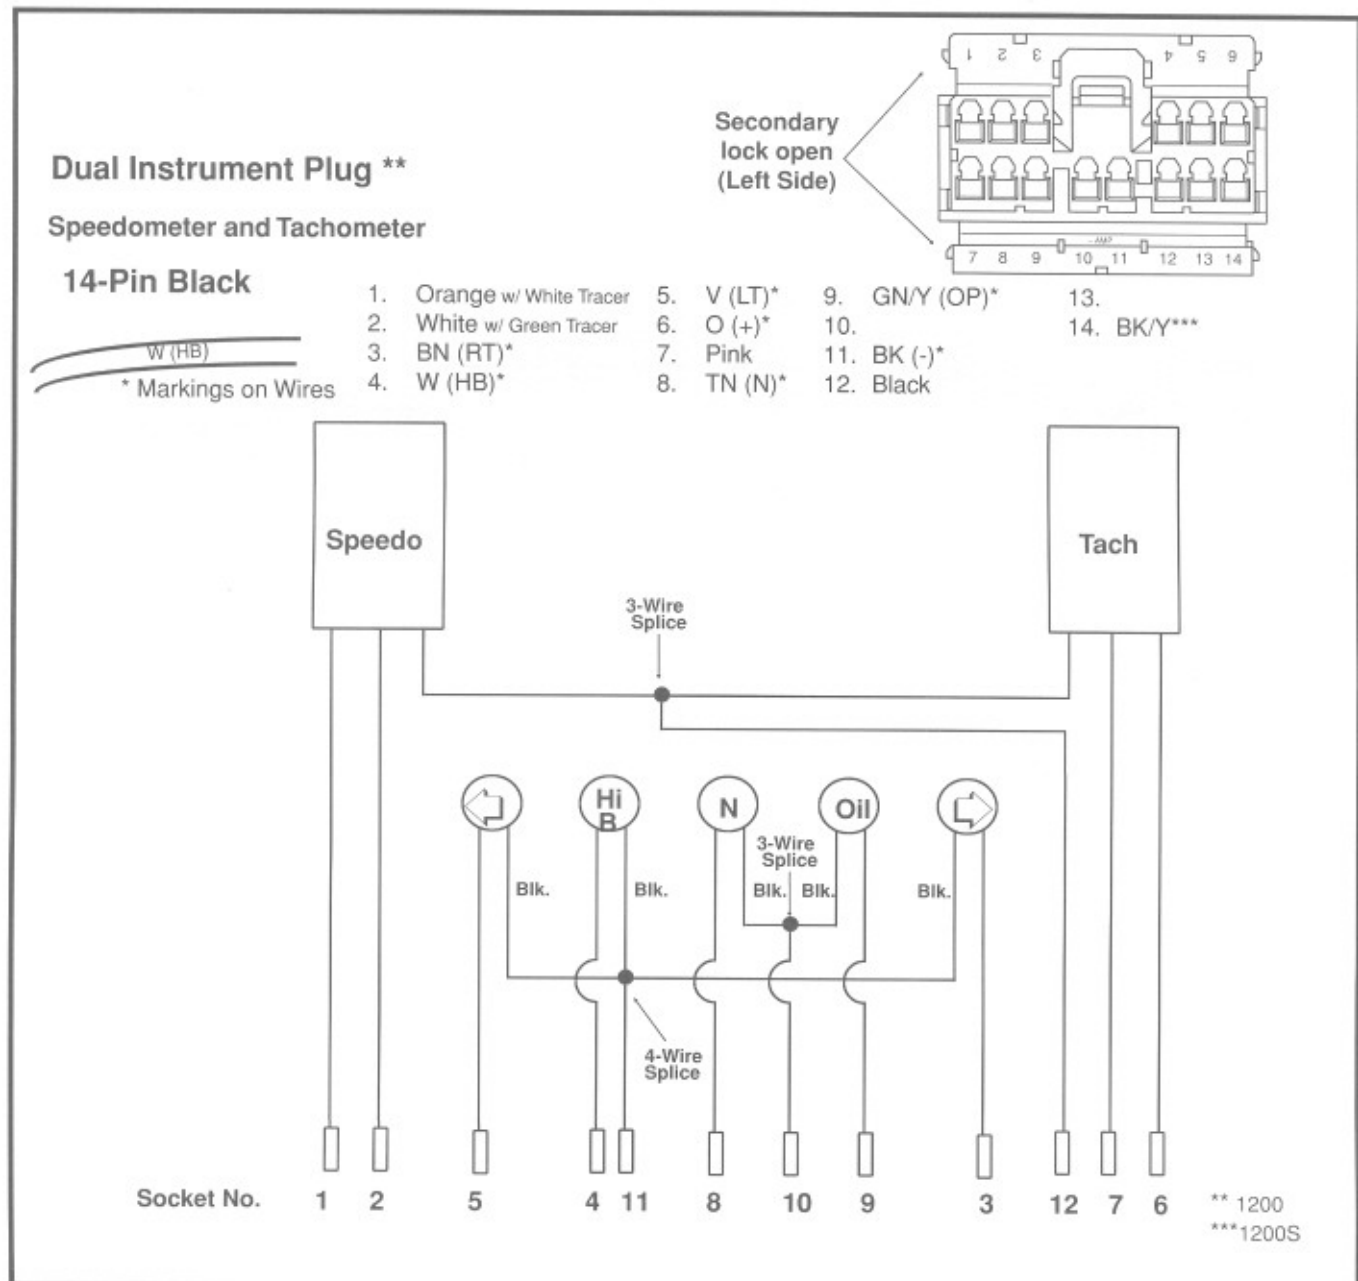 1 2 3 4 5 6
Secondary
lock open
(Left Side)
7 8 9 10 11 12 13 14
Dual Instrument Plug **
Speedometer and Tachometer
14-Pin Black
W (HB)
* Markings on Wires
1. Orange w/ White Tracer
2. White w/ Green Tracer
3. BN (RT)*
4. W (HB)*
5. V (LT)*
6. O (+)*
7. Pink
8. TN (N)*
9. GN/Y (OP)*
10.
11. BK (-)*
12. Black
13.
14. BK/Y***
Speedo
Tach
3-Wire
Splice
Hi
B
N
Oil
3-Wire
Splice
Blk. Blk. Blk. Blk. Blk.
4-Wire
Splice
Socket No. 1 2 5 4 11 8 10 9 3 12 7 6
** 1200
***1200S